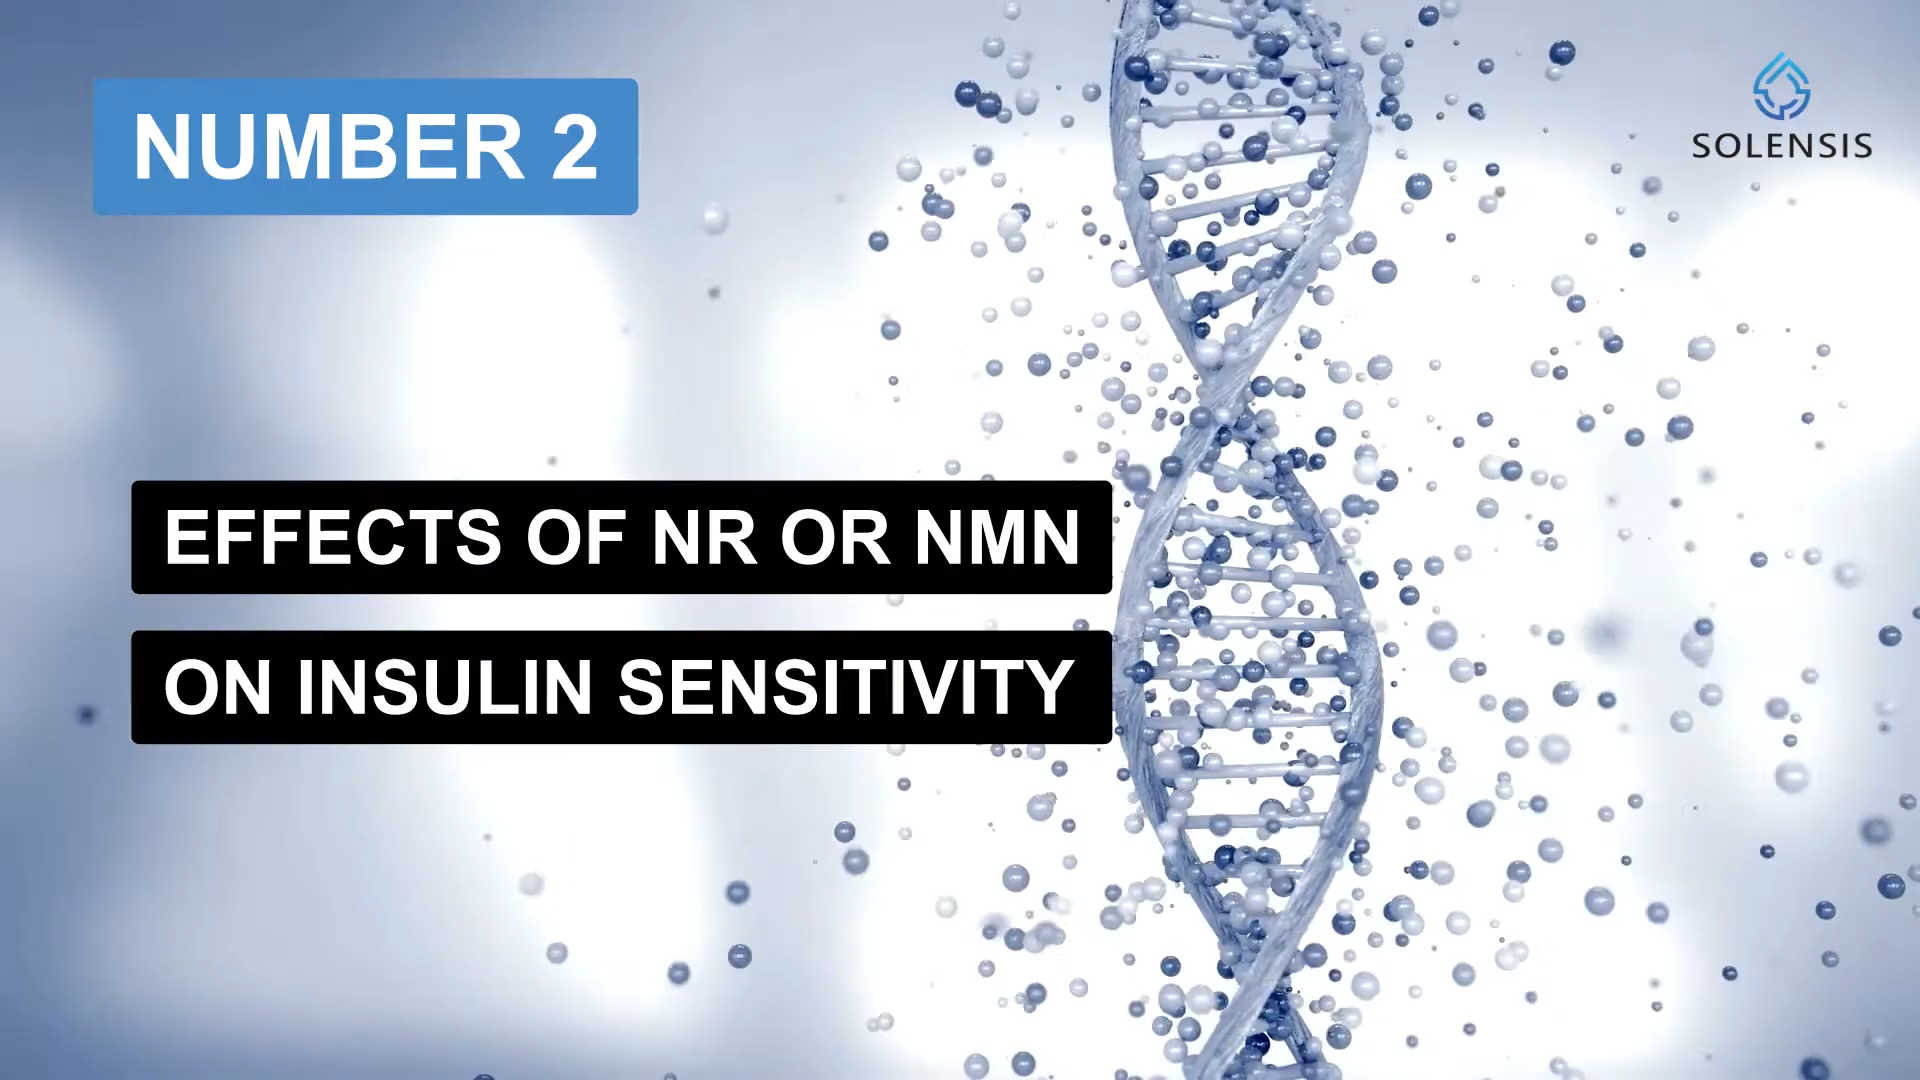 NUMBER 2
SOLENSIS
EFFECTS OF NR OR NMN
ON INSULIN SENSITIVITY